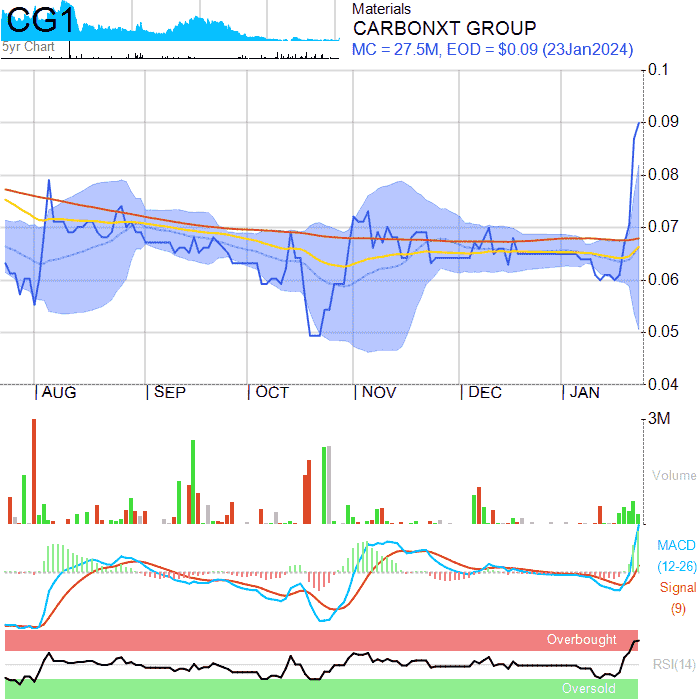 CG1
5yr Chart
Materials
CARBONXT GROUP
MC = 27.5M, EOD = $0.09 (23Jan2024)
0.1
0.09
0.08
0.07
0.06
0.05
0.04
AUG SEP OCT NOV DEC JAN
3M
Volume
MACD
(12-26)
Signal
(9)
Overbought
RSI(14)
Oversold